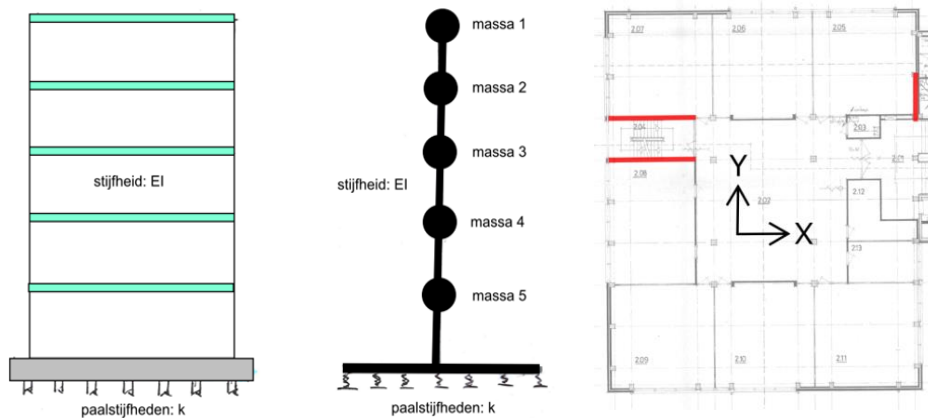 stijfheid: EI
paalstijfheden: k
massa 1
massa 2
massa 3
stijfheid: EI
massa 4
massa 5
paalstijfheden: k
2.07
2.06
2.05
2.04
2.03
2.08
Y
2.02
X
2.12
2.13
2.09
2.10
2.11